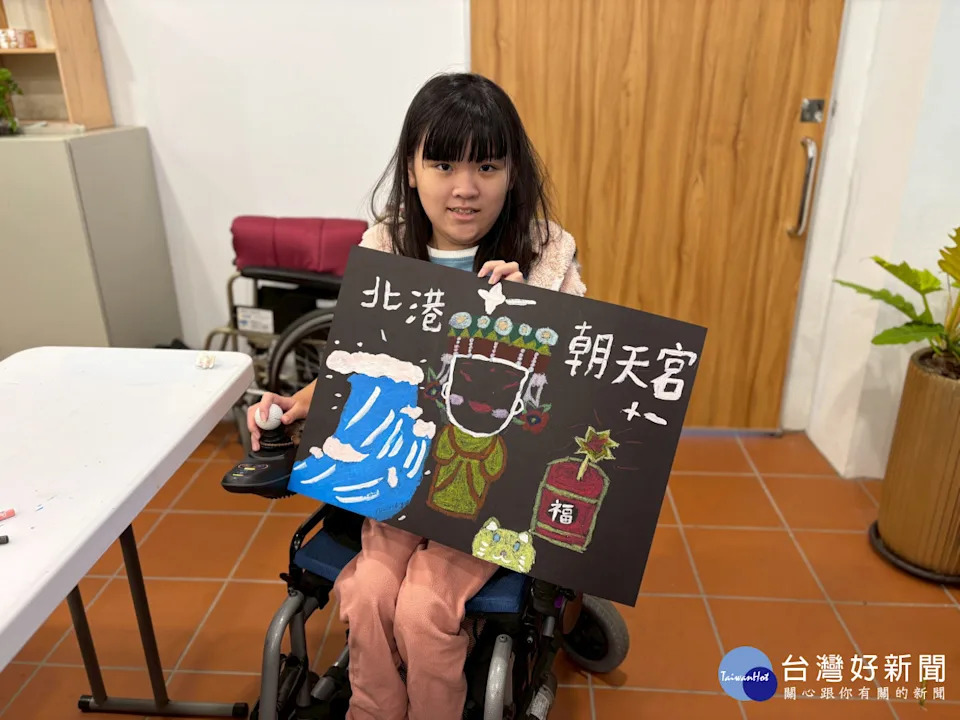 北港
朝天宮
福
TaiwanHot
台灣好新聞
關心跟你有關的新聞